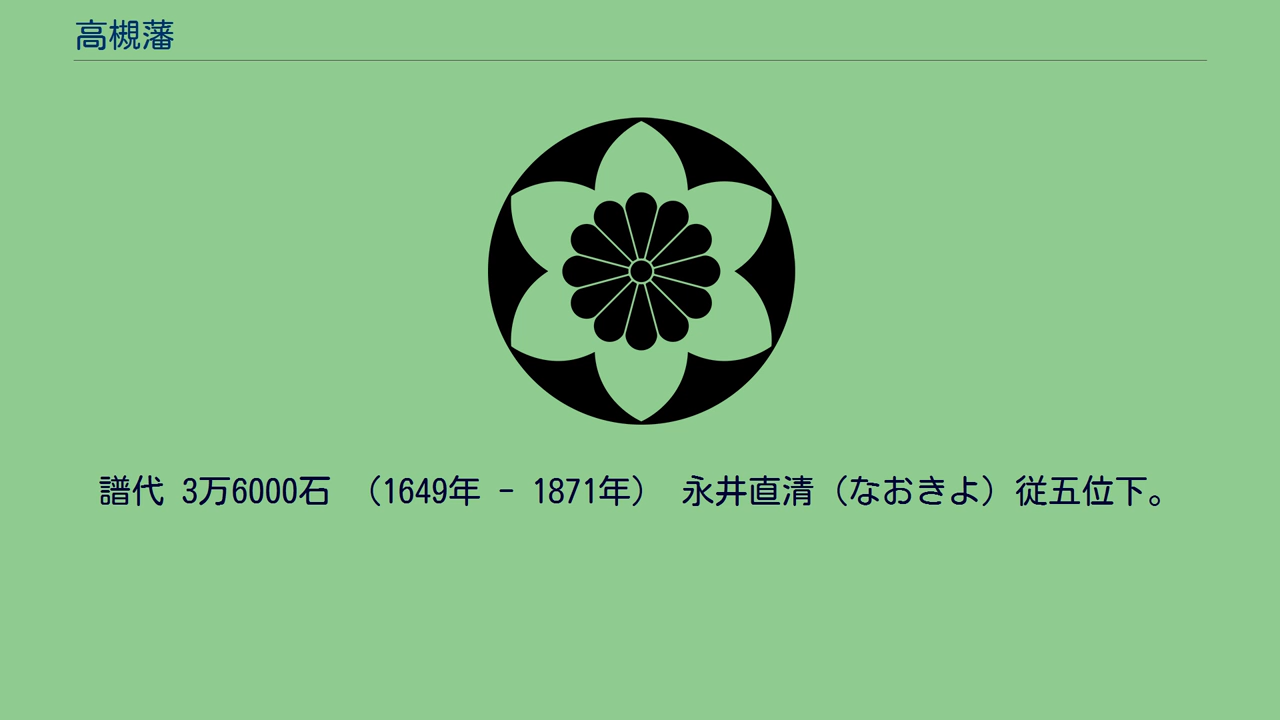 高槻藩
譜代 3万6000石 （1649年 - 1871年） 永井直清（なおきよ）従五位下。